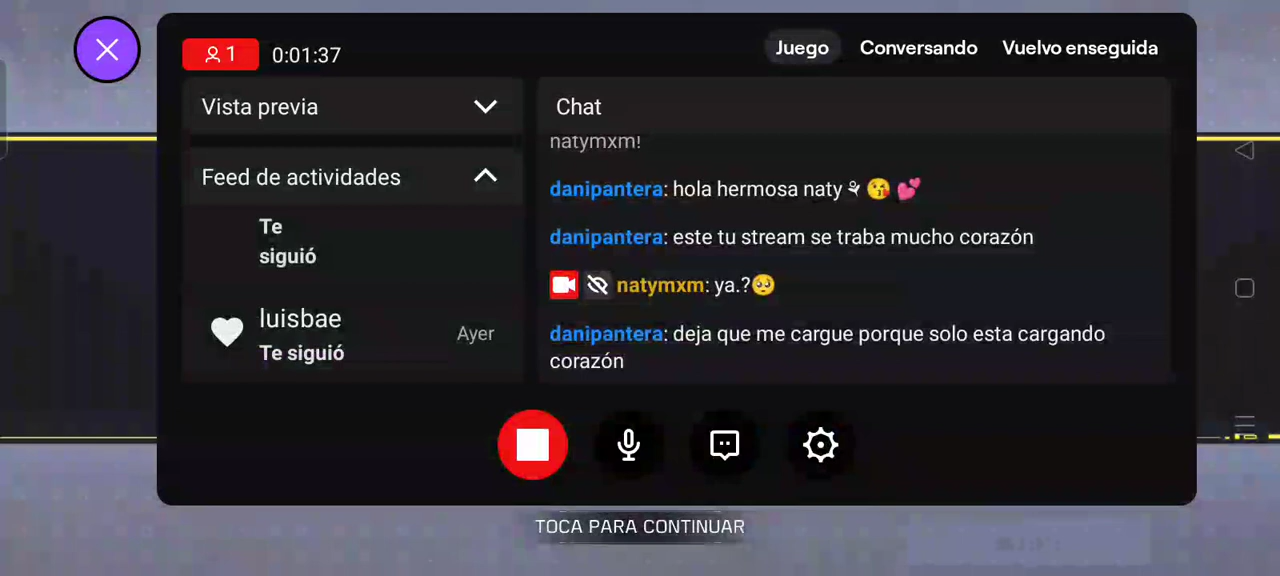 1 0:01:37
Juego Conversando Vuelvo enseguida
Vista previa
Feed de actividades
Te
siguió
luisbae
Te siguió
Ayer
Chat
natymxm!
danipantera: hola hermosa naty⚘😘💕
danipantera: este tu stream se traba mucho corazón
natymxm: ya.?🥺
danipantera: deja que me cargue porque solo esta cargando
corazón
TOCA PARA CONTINUAR